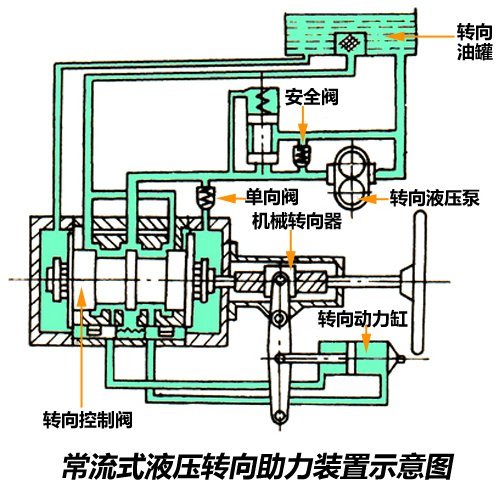 转向
油罐
安全阀
单向阀
转向液压泵
机械转向器
转向动力缸
转向控制阀
常流式液压转向助力装置示意图